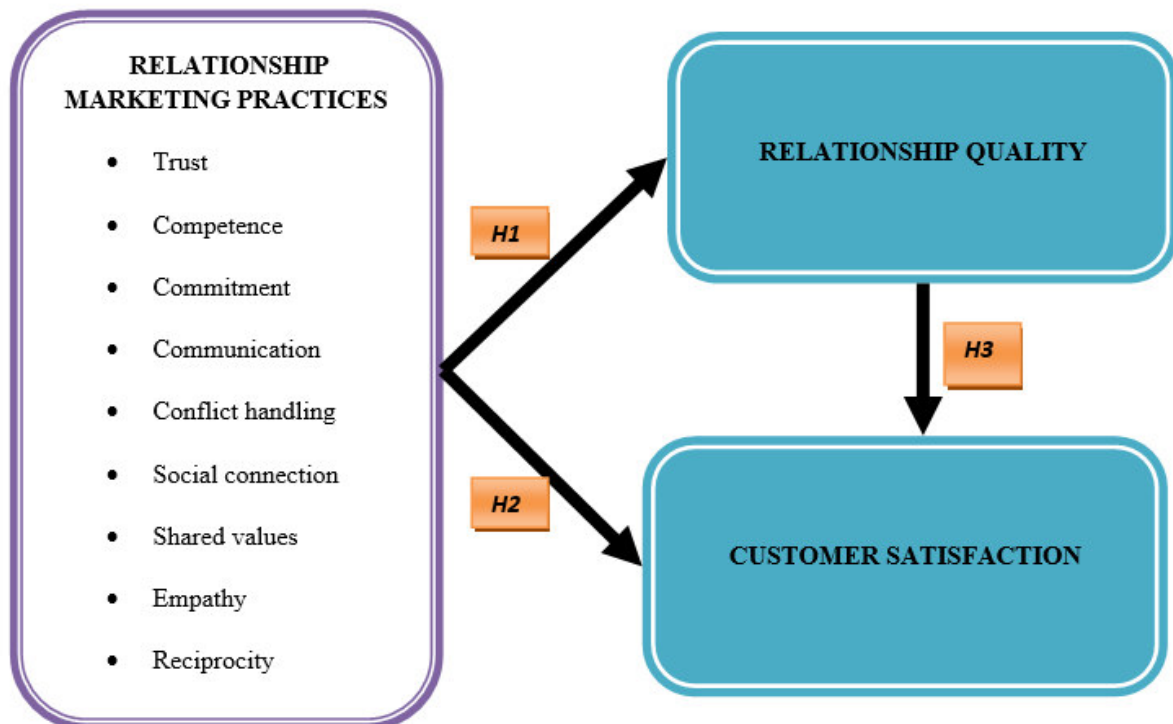 RELATIONSHIP
MARKETING PRACTICES
• Trust
• Competence
• Commitment
• Communication
• Conflict handling
• Social connection
• Shared values
• Empathy
• Reciprocity
H1
H2
RELATIONSHIP QUALITY
H3
CUSTOMER SATISFACTION